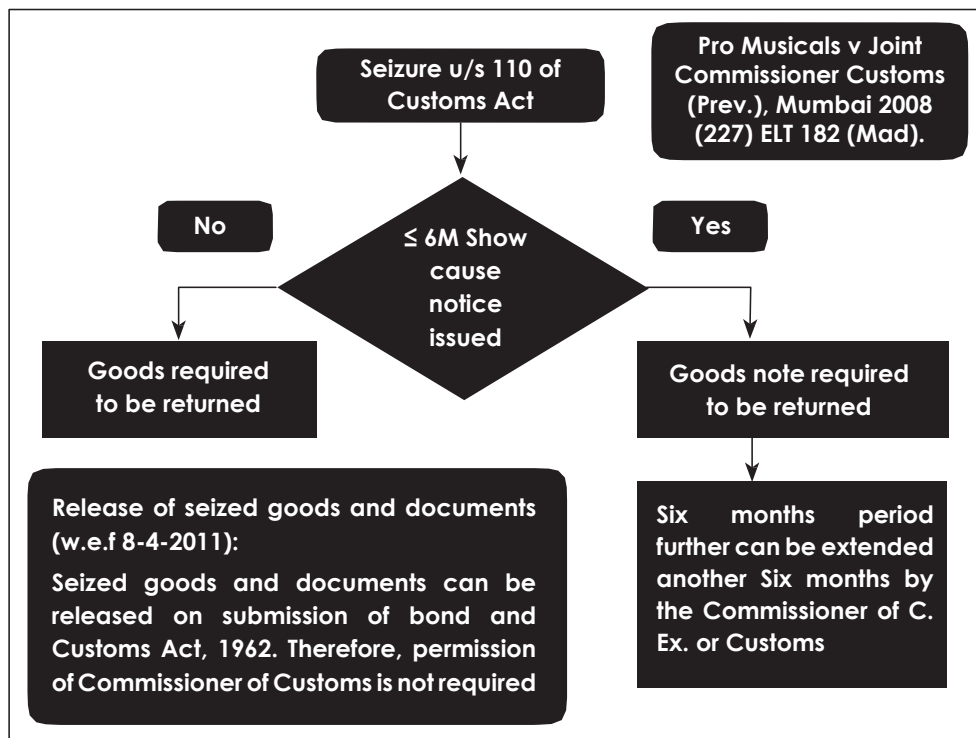 Seizure u/s 110 of
Customs Act
Pro Musicals v Joint
Commissioner Customs
(Prev.), Mumbai 2008
(227) ELT 182 (Mad).
No
≤ 6M Show
cause
notice
issued
Yes
Goods required
to be returned
Goods note required
to be returned
Release of seized goods and documents
(w.e.f 8-4-2011):
Seized goods and documents can be
released on submission of bond and
Customs Act, 1962. Therefore, permission
of Commissioner of Customs is not required
Six months period
further can be extended
another Six months by
the Commissioner of C.
Ex. or Customs